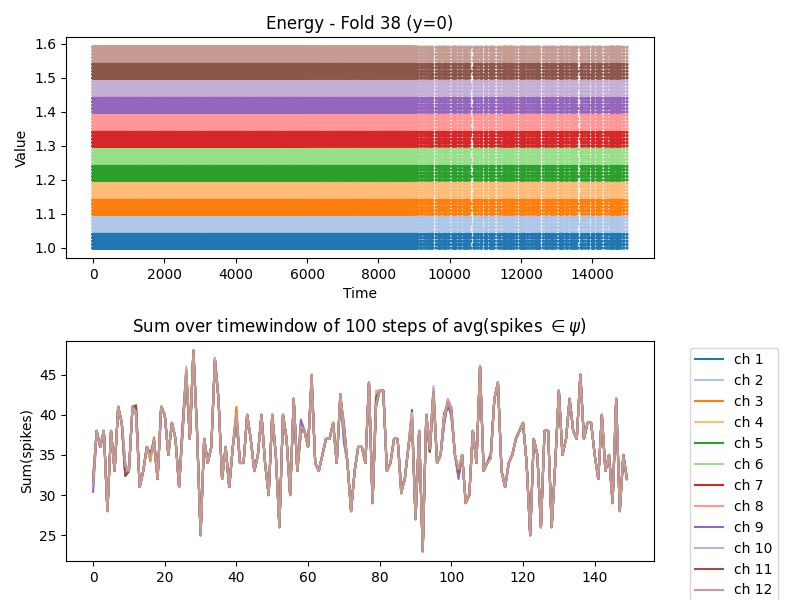 Energy - Fold 38 (y=0)
Value
1.6
1.5
1.4
1.3
1.2
1.1
1.0
0 2000 4000 6000 8000 10000 12000 14000
Time
Sum over timewindow of 100 steps of avg(spikes ∈ψ)
Sum(spikes)
45
40
35
30
25
0 20 40 60 80 100 120 140
ch 1
ch 2
ch 3
ch 4
ch 5
ch 6
ch 7
ch 8
ch 9
ch 10
ch 11
ch 12